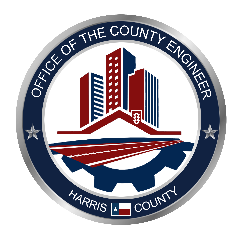 OFFICE OF THE COUNTY ENGINEER
HARRIS COUNTY